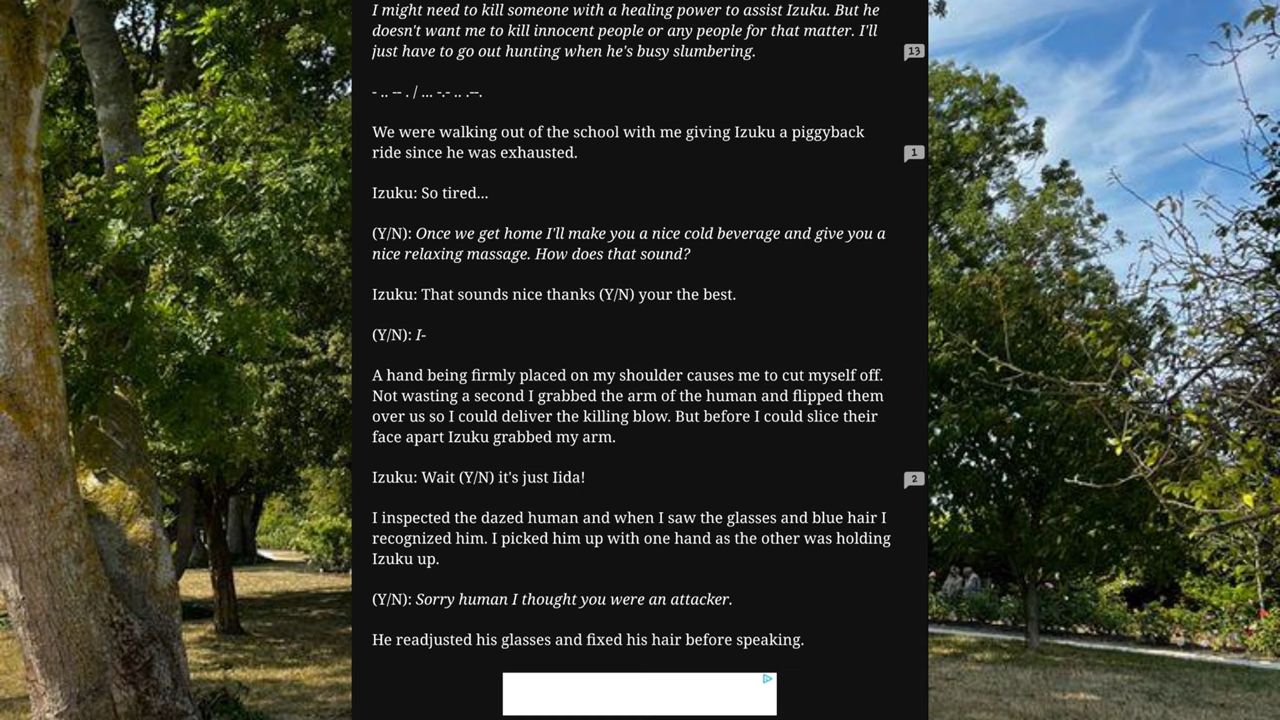 I might need to kill someone with a healing power to assist Izuku. But he
doesn't want me to kill innocent people or any people for that matter. I'll
just have to go out hunting when he's busy slumbering.
13
- .. -- . / ... -.- .. .--.
We were walking out of the school with me giving Izuku a piggyback
ride since he was exhausted.
1
Izuku: So tired...
(Y/N): Once we get home I'll make you a nice cold beverage and give you a
nice relaxing massage. How does that sound?
Izuku: That sounds nice thanks (Y/N) your the best.
(Y/N): I-
A hand being firmly placed on my shoulder causes me to cut myself off.
Not wasting a second I grabbed the arm of the human and flipped them
over us so I could deliver the killing blow. But before I could slice their
face apart Izuku grabbed my arm.
Izuku: Wait (Y/N) it's just Iida!
2
I inspected the dazed human and when I saw the glasses and blue hair I
recognized him. I picked him up with one hand as the other was holding
Izuku up.
(Y/N): Sorry human I thought you were an attacker.
He readjusted his glasses and fixed his hair before speaking.